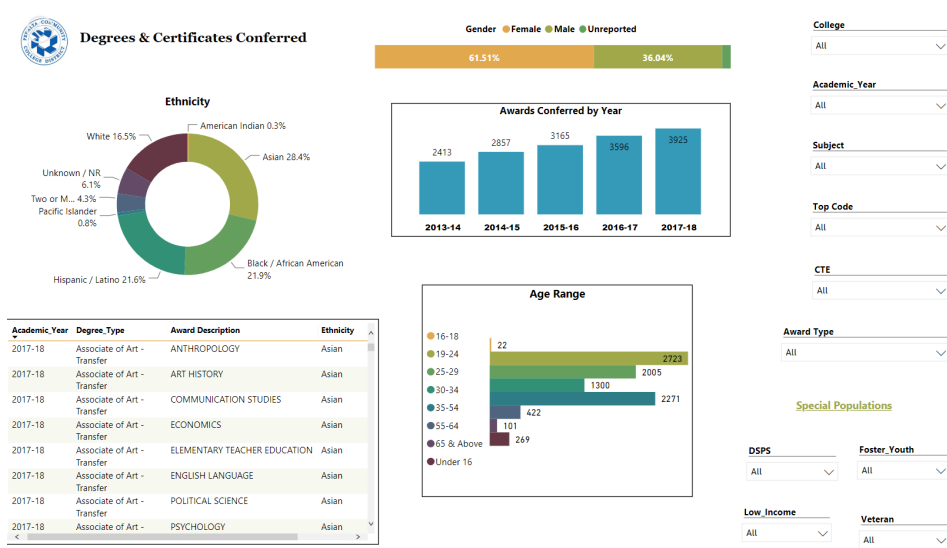 PERALTA COMMUNITY COLLEGE DISTRICT
Degrees & Certificates Conferred
Gender Female Male Unreported
61.51% 36.04%
College
All
Academic_Year
All
Subject
All
Top Code
All
CTE
All
Award Type
All
Special Populations
DSPS
All
Foster_Youth
All
Low_Income
All
Veteran
All
Ethnicity
American Indian 0.3%
White 16.5%
Asian 28.4%
Unknown / NR
6.1%
Two or M... 4.3%
Pacific Islander
0.8%
Black / African American
21.9%
Hispanic / Latino 21.6%
Awards Conferred by Year
2413 2857 3165 3596 3925
2013-14 2014-15 2015-16 2016-17 2017-18
Age Range
16-18
19-24
25-29
30-34
35-54
55-64
65 & Above
Under 16
22
2723
2005
1300
2271
422
101
269
Academic_Year Degree_Type Award Description Ethnicity
2017-18 Associate of Art - ANTHROPOLOGY Asian
Transfer
2017-18 Associate of Art - ART HISTORY Asian
Transfer
2017-18 Associate of Art - COMMUNICATION STUDIES Asian
Transfer
2017-18 Associate of Art - ECONOMICS Asian
Transfer
2017-18 Associate of Art - ELEMENTARY TEACHER EDUCATION Asian
Transfer
2017-18 Associate of Art - ENGLISH LANGUAGE Asian
Transfer
2017-18 Associate of Art - POLITICAL SCIENCE Asian
Transfer
2017-18 Associate of Art - PSYCHOLOGY Asian